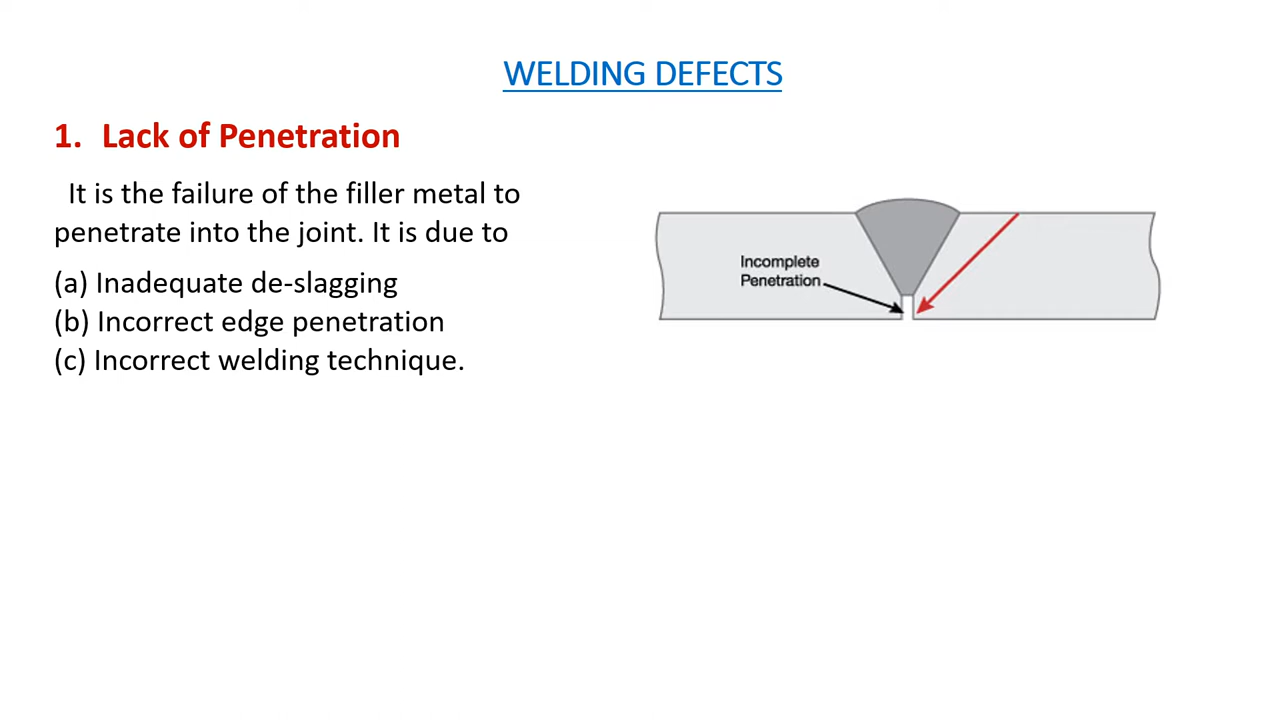 WELDING DEFECTS
1. Lack of Penetration
It is the failure of the filler metal to
penetrate into the joint. It is due to
(a) Inadequate de-slagging
(b) Incorrect edge penetration
(c) Incorrect welding technique.
Incomplete
Penetration